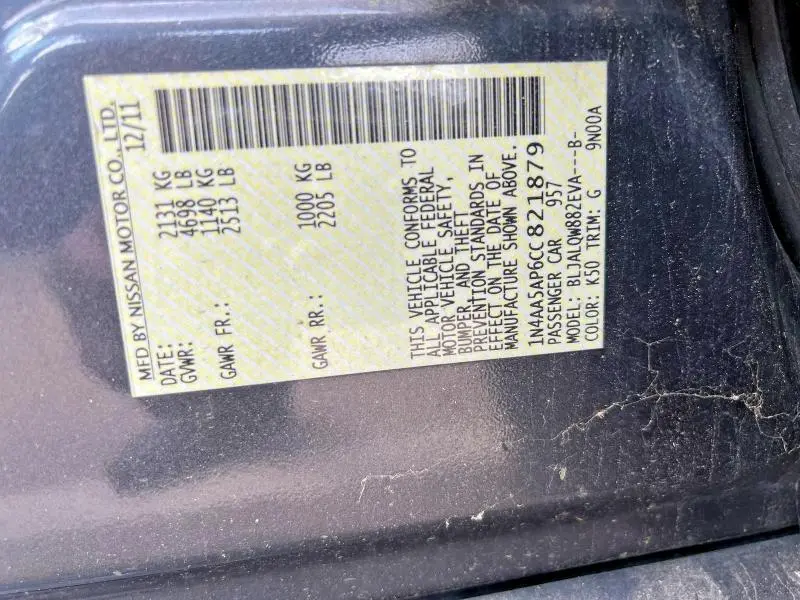 MFD BY NISSAN MOTOR CO., LTD.
DATE: 12/11
GVWR: 2131 KG
4698 LB
GAWR FR.: 1140 KG
2513 LB
GAWR RR.: 1000 KG
2205 LB
THIS VEHICLE CONFORMS TO
ALL APPLICABLE FEDERAL
MOTOR VEHICLE SAFETY,
BUMPER, AND THEFT
PREVENTION STANDARDS IN
EFFECT ON THE DATE OF
MANUFACTURE SHOWN ABOVE.
1N4AA5AP6CC821879
PASSENGER CAR 957
MODEL: BLJALQW882EVA---B-
COLOR: K50 TRIM: G 9N00A